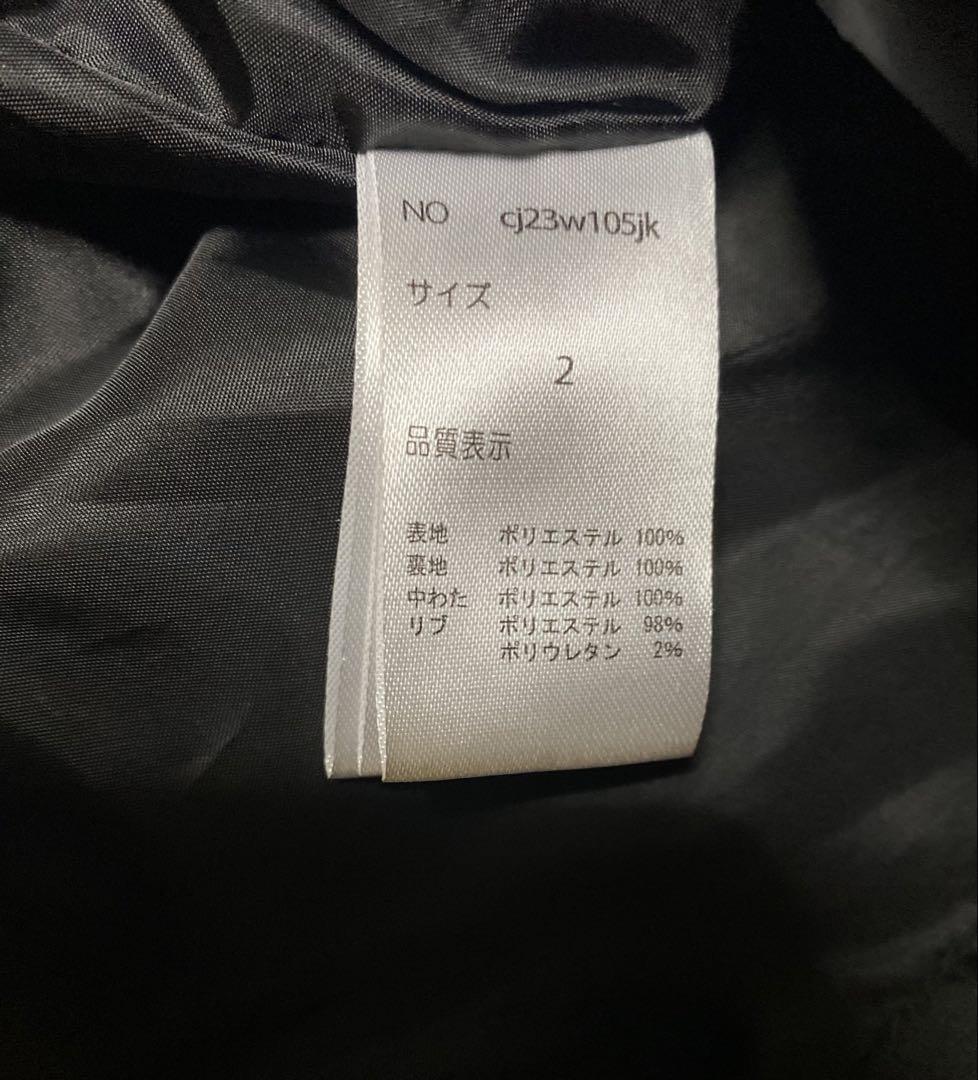 NO cj23w105jk
サイズ
2
品質表示
表地 ポリエステル 100%
裏地 ポリエステル 100%
中わた ポリエステル 100%
リブ ポリエステル 98%
ポリウレタン 2%